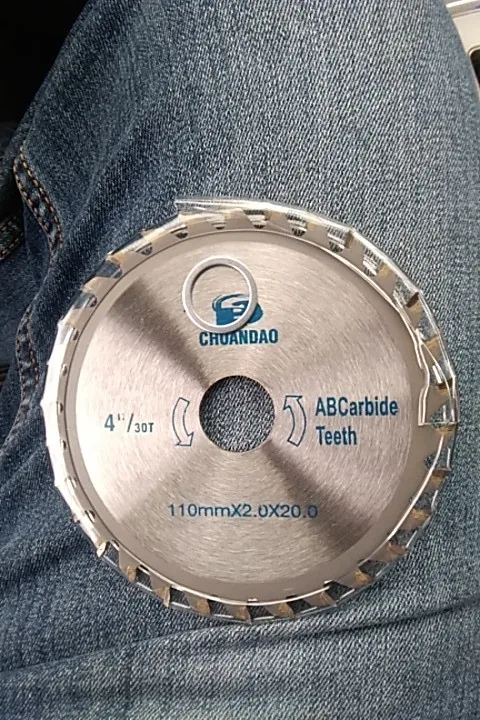 CHUANDAO
4"/30T
ABCarbide
Teeth
110mmX2.0X20.0